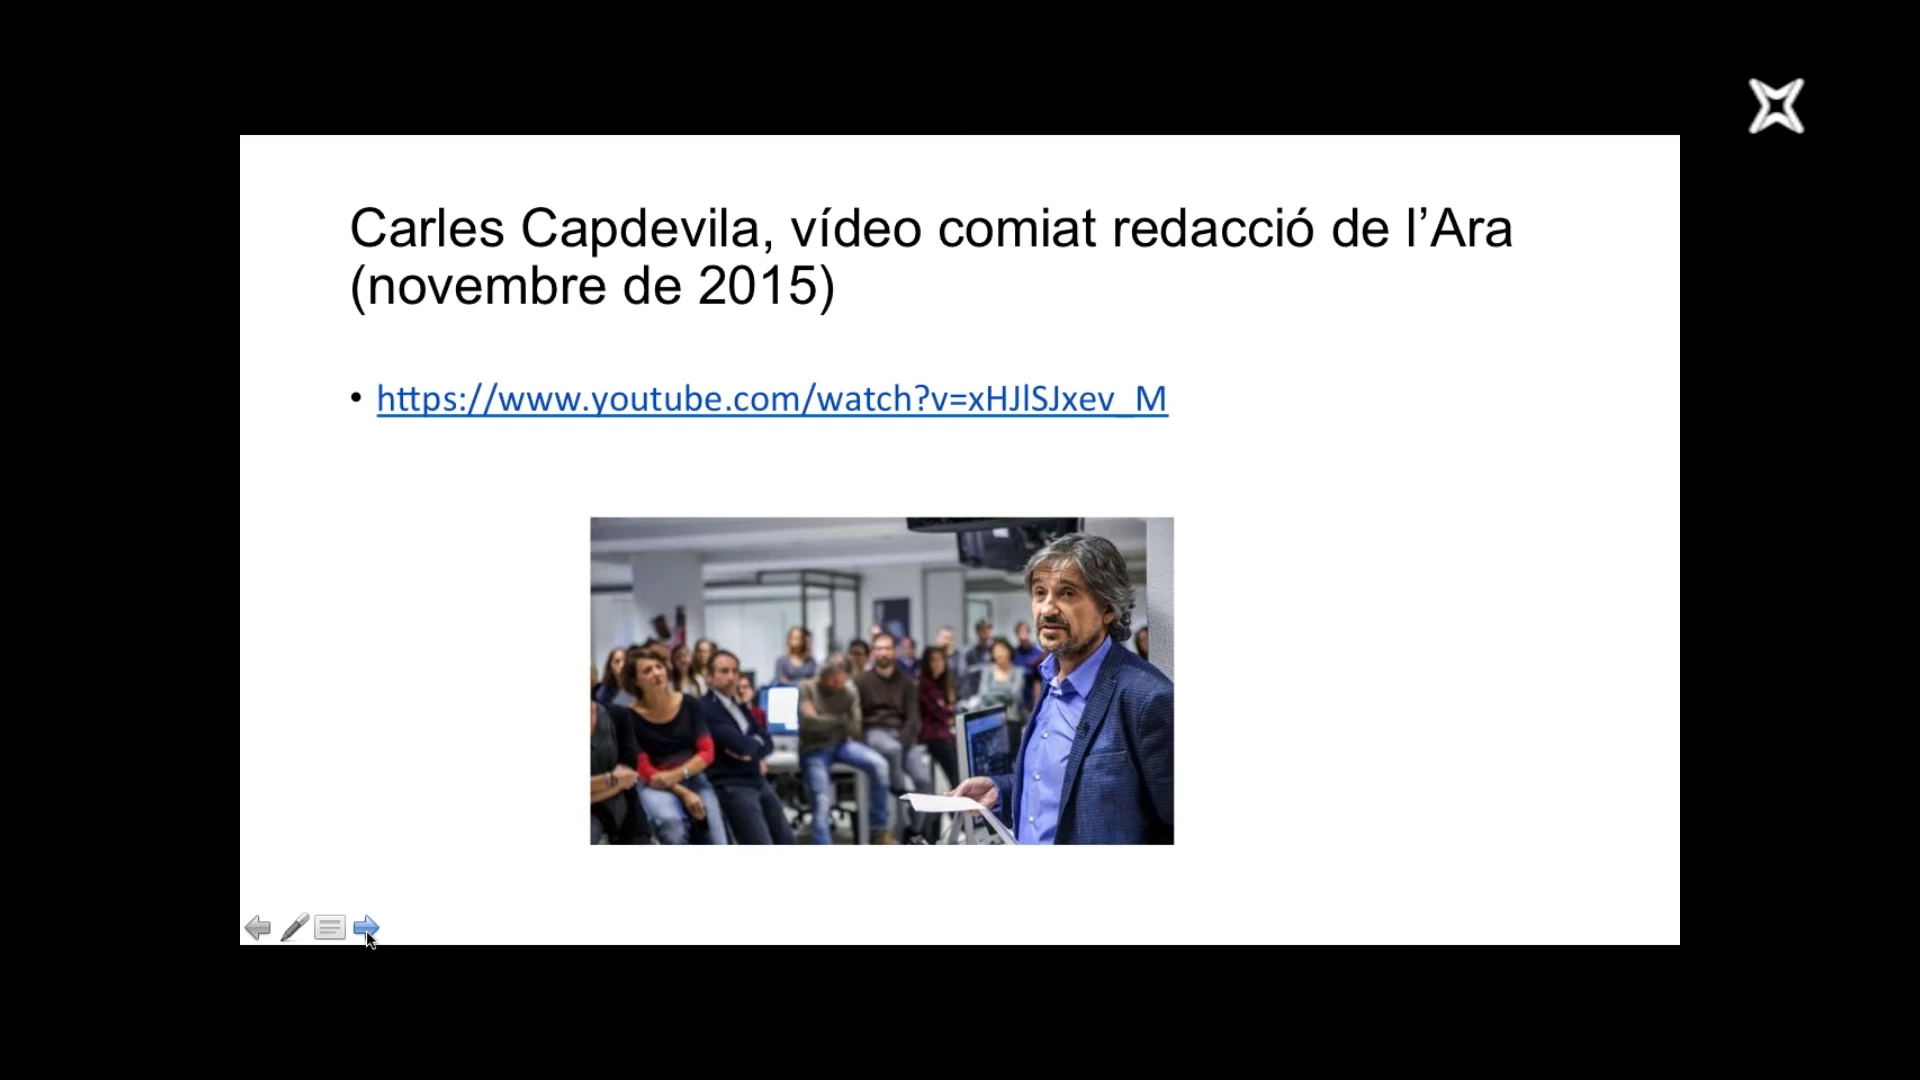 Carles Capdevila, vídeo comiat redacció de l’Ara
(novembre de 2015)
• https://www.youtube.com/watch?v=xHJlSJxev_M